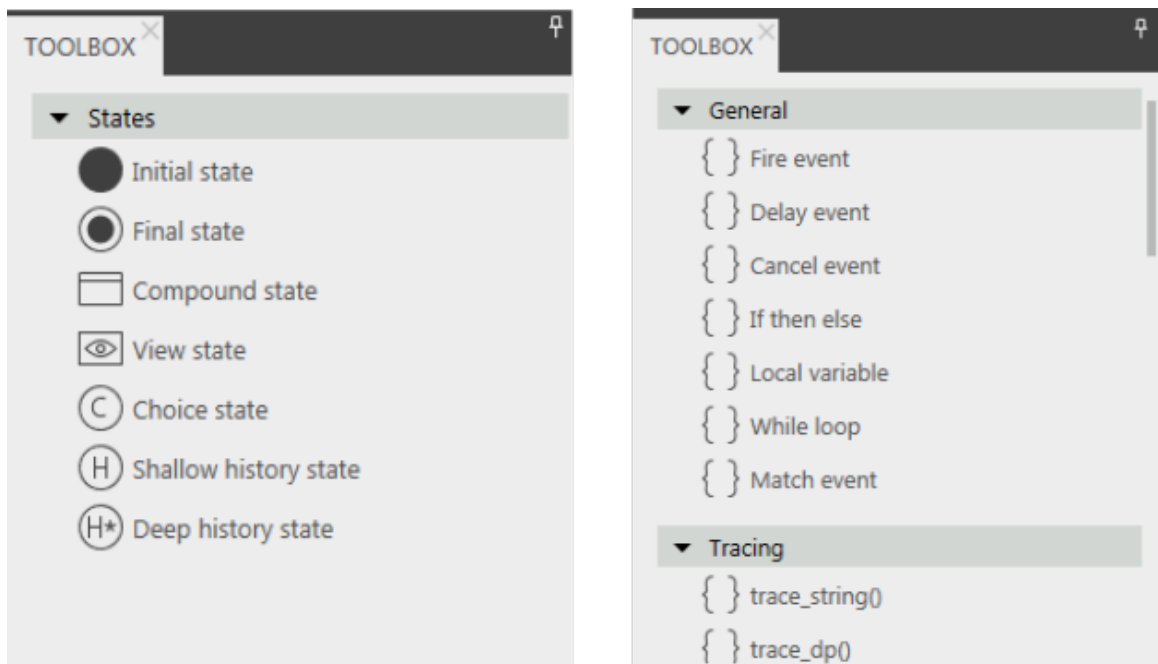 TOOLBOX
States
Initial state
Final state
Compound state
View state
C Choice state
H Shallow history state
H* Deep history state
TOOLBOX
General
{ } Fire event
{ } Delay event
{ } Cancel event
{ } If then else
{ } Local variable
{ } While loop
{ } Match event
Tracing
{ } trace_string()
{ } trace_dp()